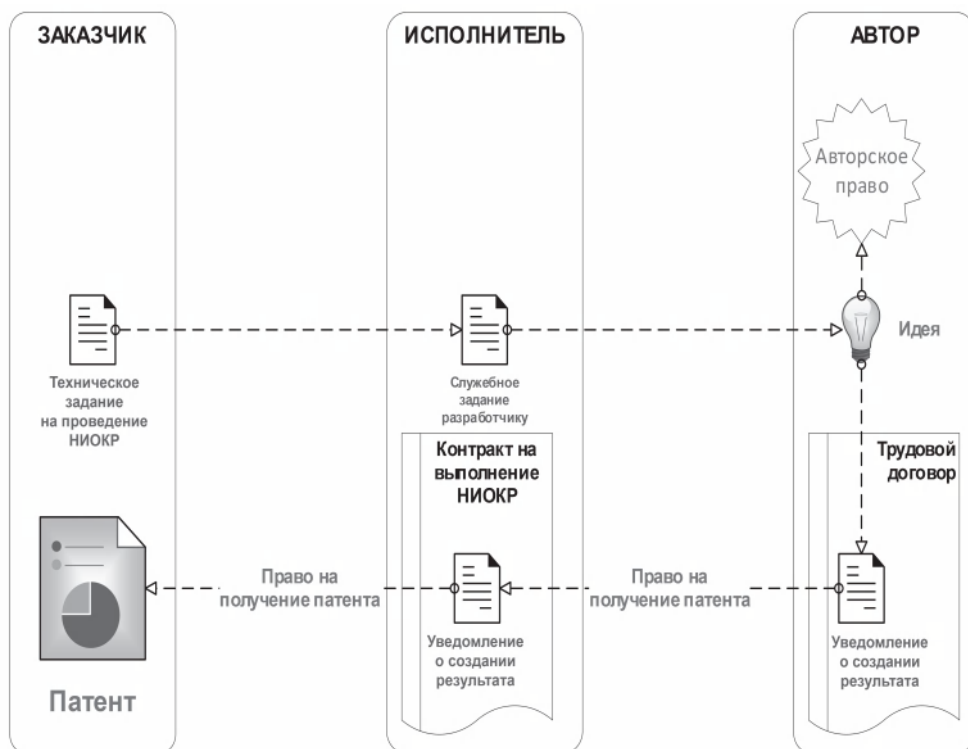 ЗАКАЗЧИК
ИСПОЛНИТЕЛЬ
АВТОР
Авторское
право
Идея
Техническое
задание
на проведение
НИОКР
Служебное
задание
разработчику
Контракт на
выполнение
НИОКР
Трудовой
договор
Право на
получение патента
Право на
получение патента
Уведомление
о создании
результата
Уведомление
о создании
результата
Патент